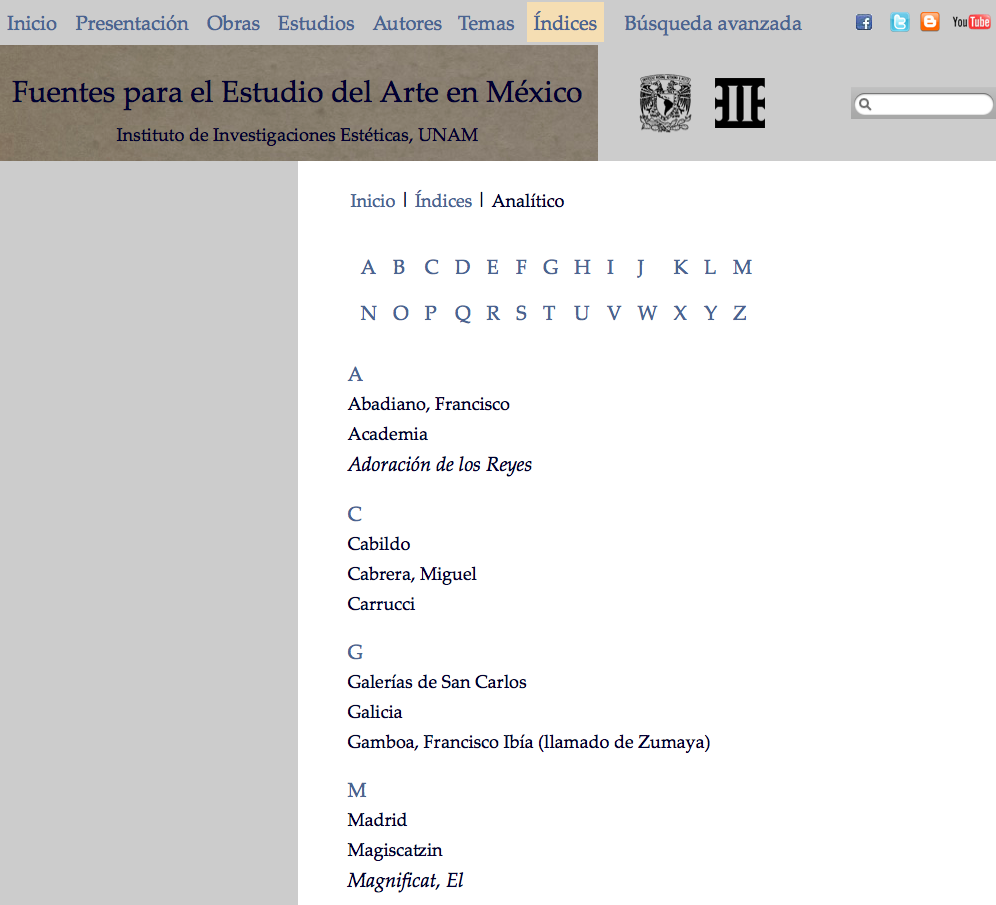 Inicio Presentación Obras Estudios Autores Temas Índices Búsqueda avanzada You Tube
Fuentes para el Estudio del Arte en México
Instituto de Investigaciones Estéticas, UNAM
Inicio | Índices | Analítico
A B C D E F G H I J K L M
N O P Q R S T U V W X Y Z
A
Abadiano, Francisco
Academia
Adoración de los Reyes
C
Cabildo
Cabrera, Miguel
Carrucci
G
Galerías de San Carlos
Galicia
Gamboa, Francisco Ibía (llamado de Zumaya)
M
Madrid
Magiscatzin
Magnificat, El